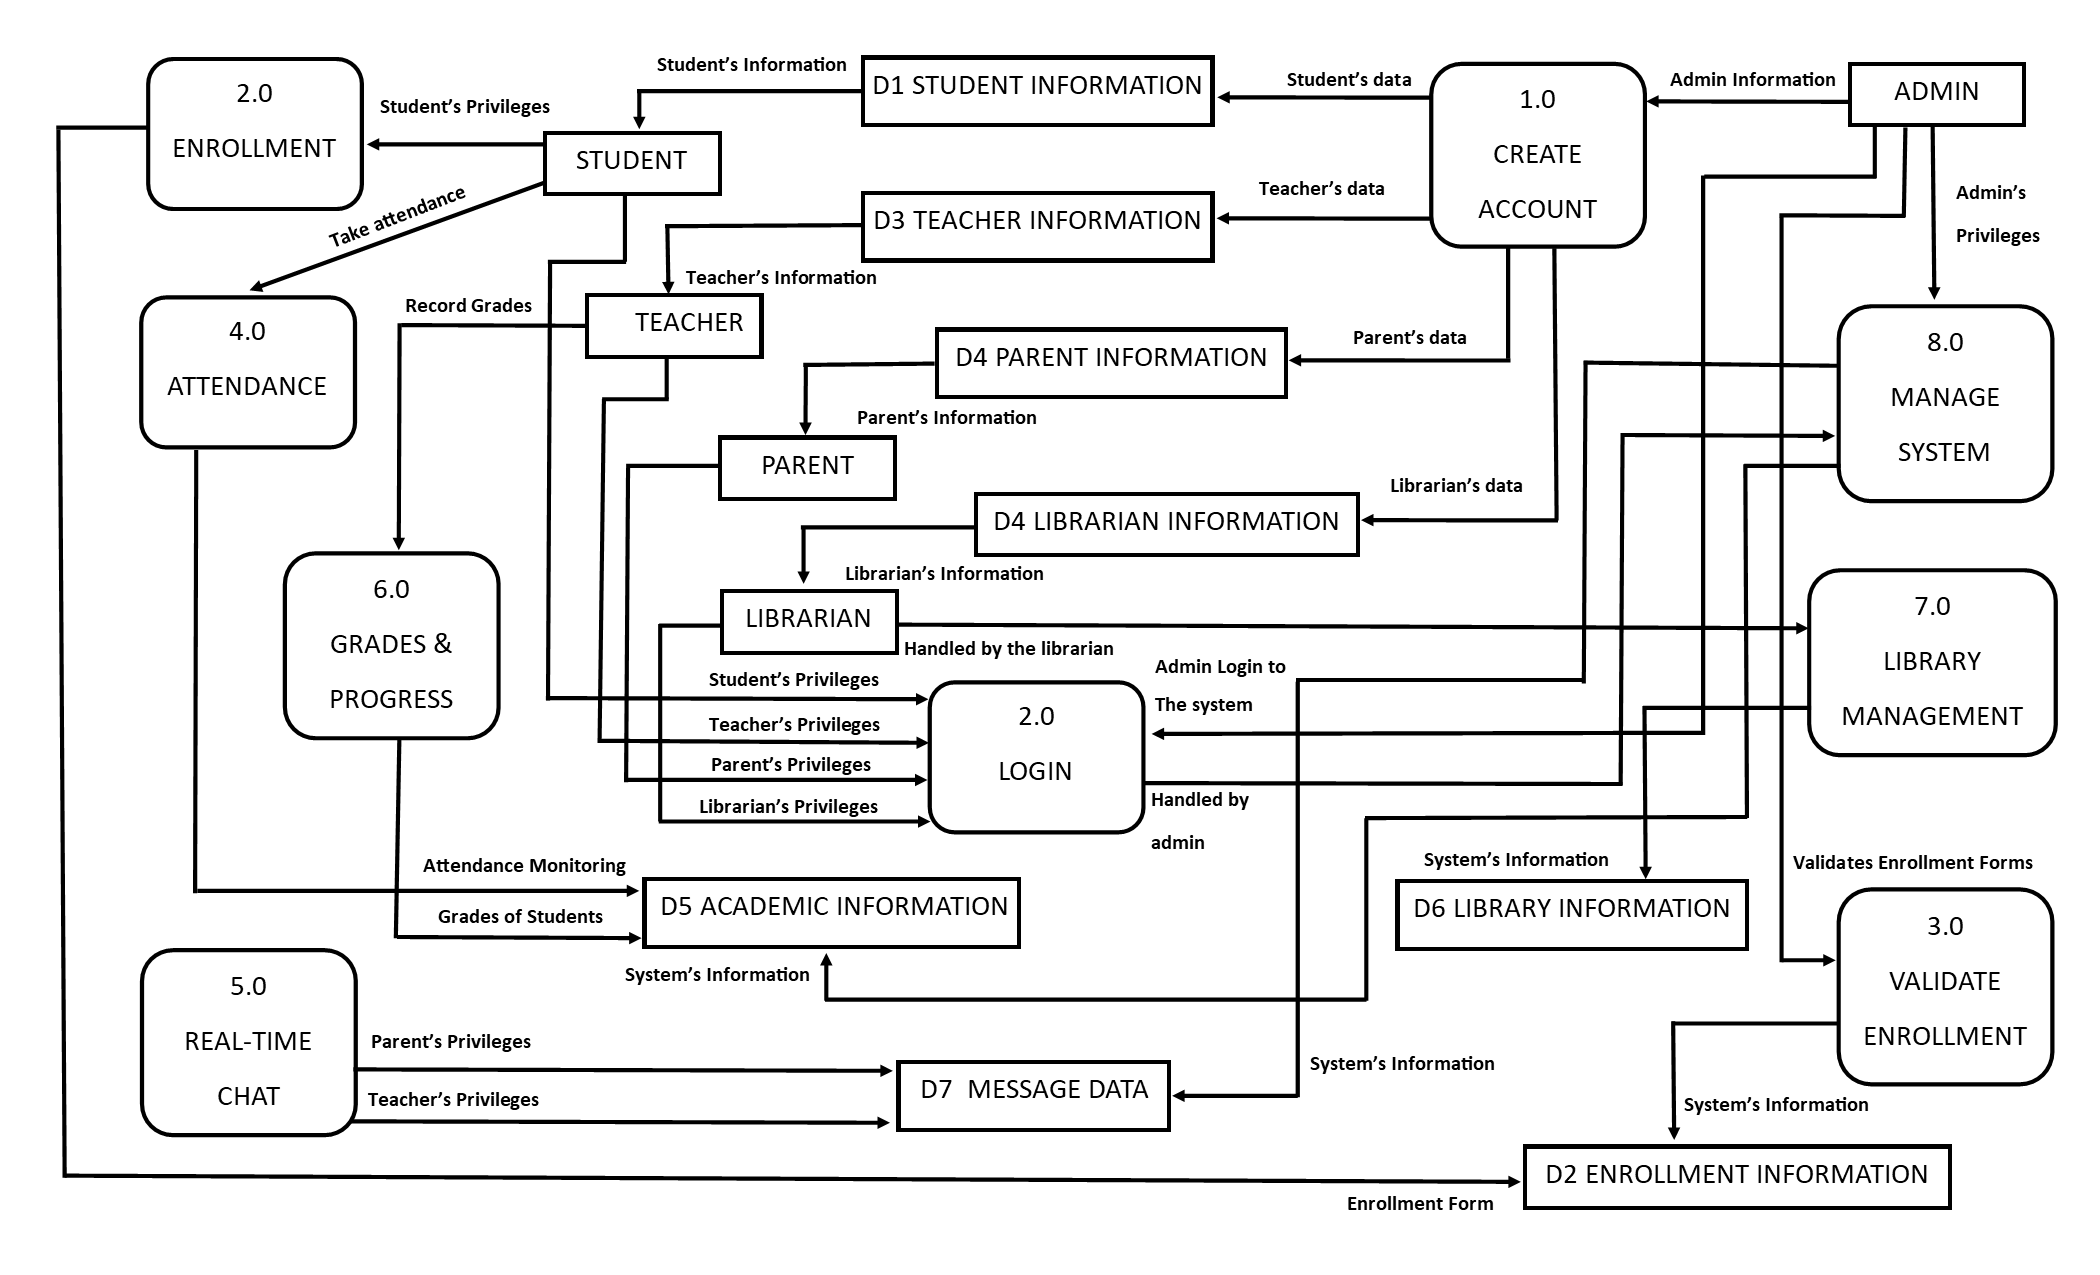 Student's Information
D1 STUDENT INFORMATION
Student's data
1.0
CREATE
ACCOUNT
Admin Information
ADMIN
2.0
ENROLLMENT
Student's Privileges
STUDENT
Take attendance
Teacher's data
D3 TEACHER INFORMATION
Admin's
Privileges
Teacher's Information
Record Grades
TEACHER
4.0
ATTENDANCE
Parent's data
D4 PARENT INFORMATION
8.0
MANAGE
SYSTEM
Parent's Information
PARENT
Librarian's data
D4 LIBRARIAN INFORMATION
Librarian's Information
6.0
GRADES &
PROGRESS
LIBRARIAN
Handled by the librarian
7.0
LIBRARY
MANAGEMENT
Admin Login to
The system
Student's Privileges
Teacher's Privileges
Parent's Privileges
Librarian's Privileges
2.0
LOGIN
Handled by
admin
Attendance Monitoring
D5 ACADEMIC INFORMATION
Grades of Students
System's Information
System's Information
D6 LIBRARY INFORMATION
Validates Enrollment Forms
3.0
VALIDATE
ENROLLMENT
5.0
REAL-TIME
CHAT
Parent's Privileges
Teacher's Privileges
D7 MESSAGE DATA
System's Information
System's Information
D2 ENROLLMENT INFORMATION
Enrollment Form